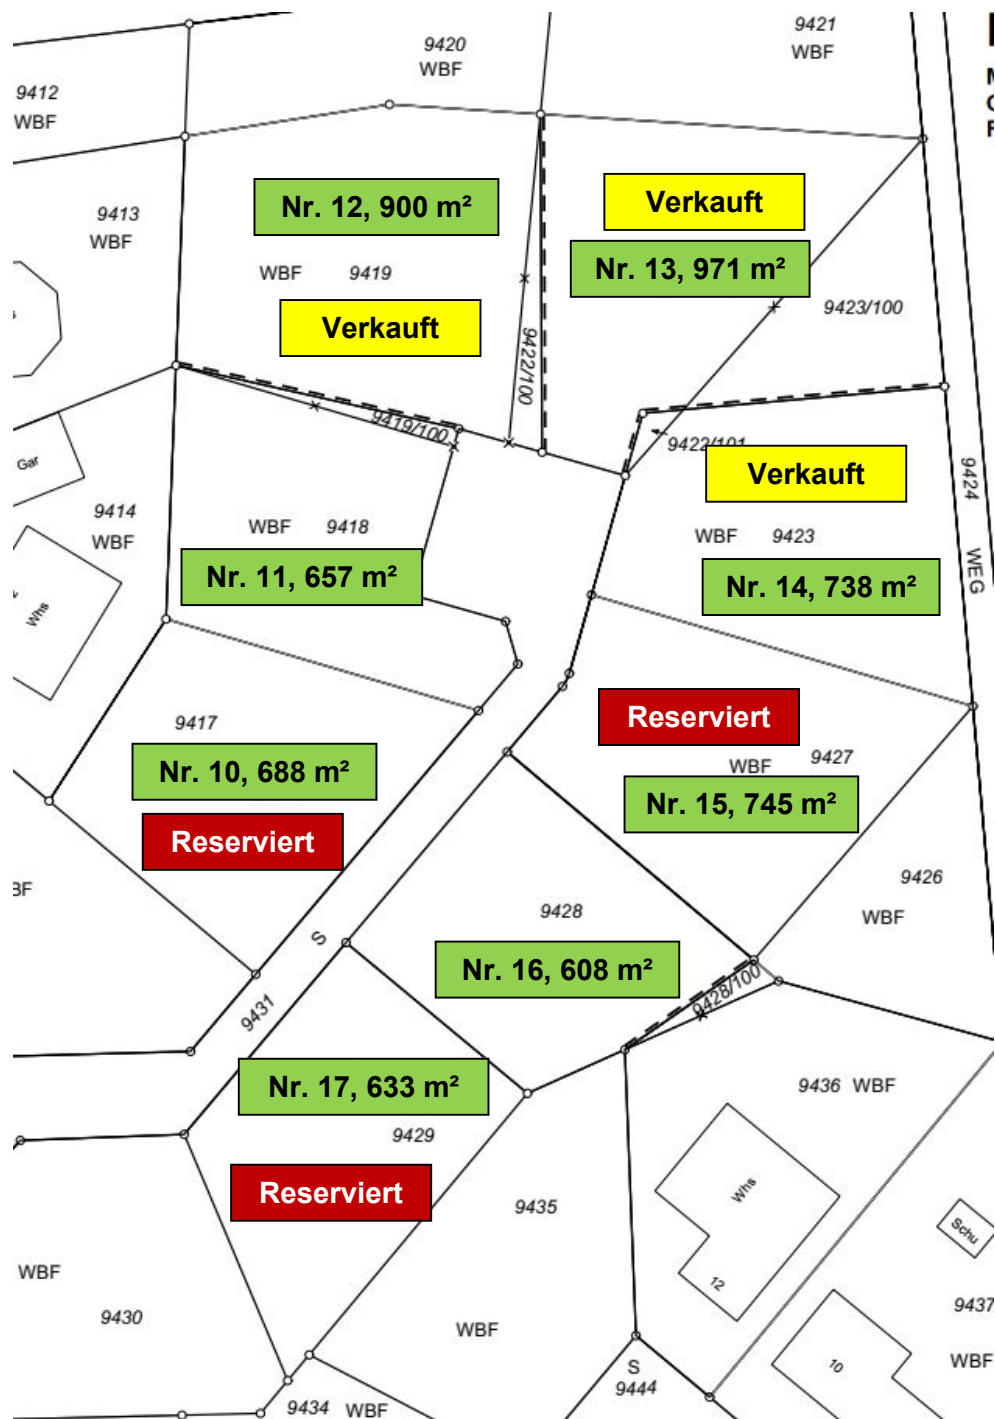 9421
9420
WBF
WBF
9412
WBF
Nr. 12, 900 m²
Verkauft
9413
WBF
Nr. 13, 971 m²
WBF 9419
9423/100
Verkauft
9422/100
9419/100
9422/101
Gar
Verkauft
9424
WEG
9414
WBF
WBF 9418
WBF 9423
Nr. 11, 657 m²
Nr. 14, 738 m²
Whs
Reserviert
9417
9427
WBF
Nr. 10, 688 m²
Nr. 15, 745 m²
Reserviert
9426
WBF
9428
S
Nr. 16, 608 m²
9428/100
9431
Nr. 17, 633 m²
9436 WBF
9429
Reserviert
Whs
12
9435
Schu
WBF
9430
WBF
9437
WBF
10
S
9444
9434 WBF